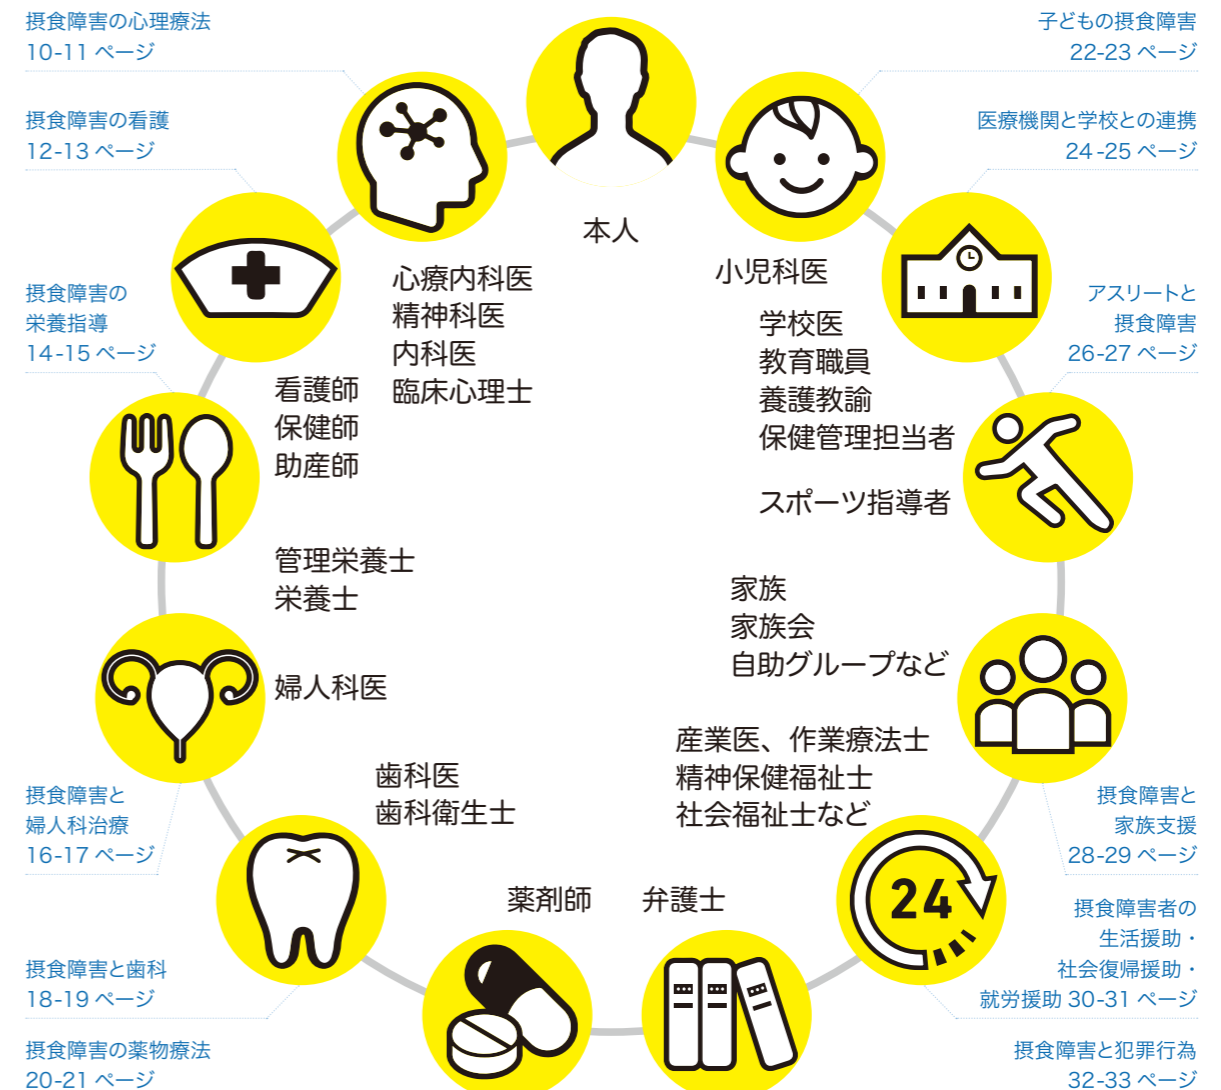 摂食障害の心理療法
10-11 ページ
摂食障害の看護
12-13 ページ
摂食障害の
栄養指導
14-15 ページ
摂食障害と
婦人科治療
16-17 ページ
摂食障害と歯科
18-19 ページ
摂食障害の薬物療法
20-21 ページ
本人
心療内科医
精神科医
内科医
臨床心理士
看護師
保健師
助産師
管理栄養士
栄養士
婦人科医
歯科医
歯科衛生士
薬剤師
弁護士
小児科医
学校医
教育職員
養護教諭
保健管理担当者
スポーツ指導者
家族
家族会
自助グループなど
産業医、作業療法士
精神保健福祉士
社会福祉士など
24
子どもの摂食障害
22-23 ページ
医療機関と学校との連携
24-25 ページ
アスリートと
摂食障害
26-27 ページ
摂食障害と
家族支援
28-29 ページ
摂食障害者の
生活援助・
社会復帰援助・
就労援助 30-31 ページ
摂食障害と犯罪行為
32-33 ページ